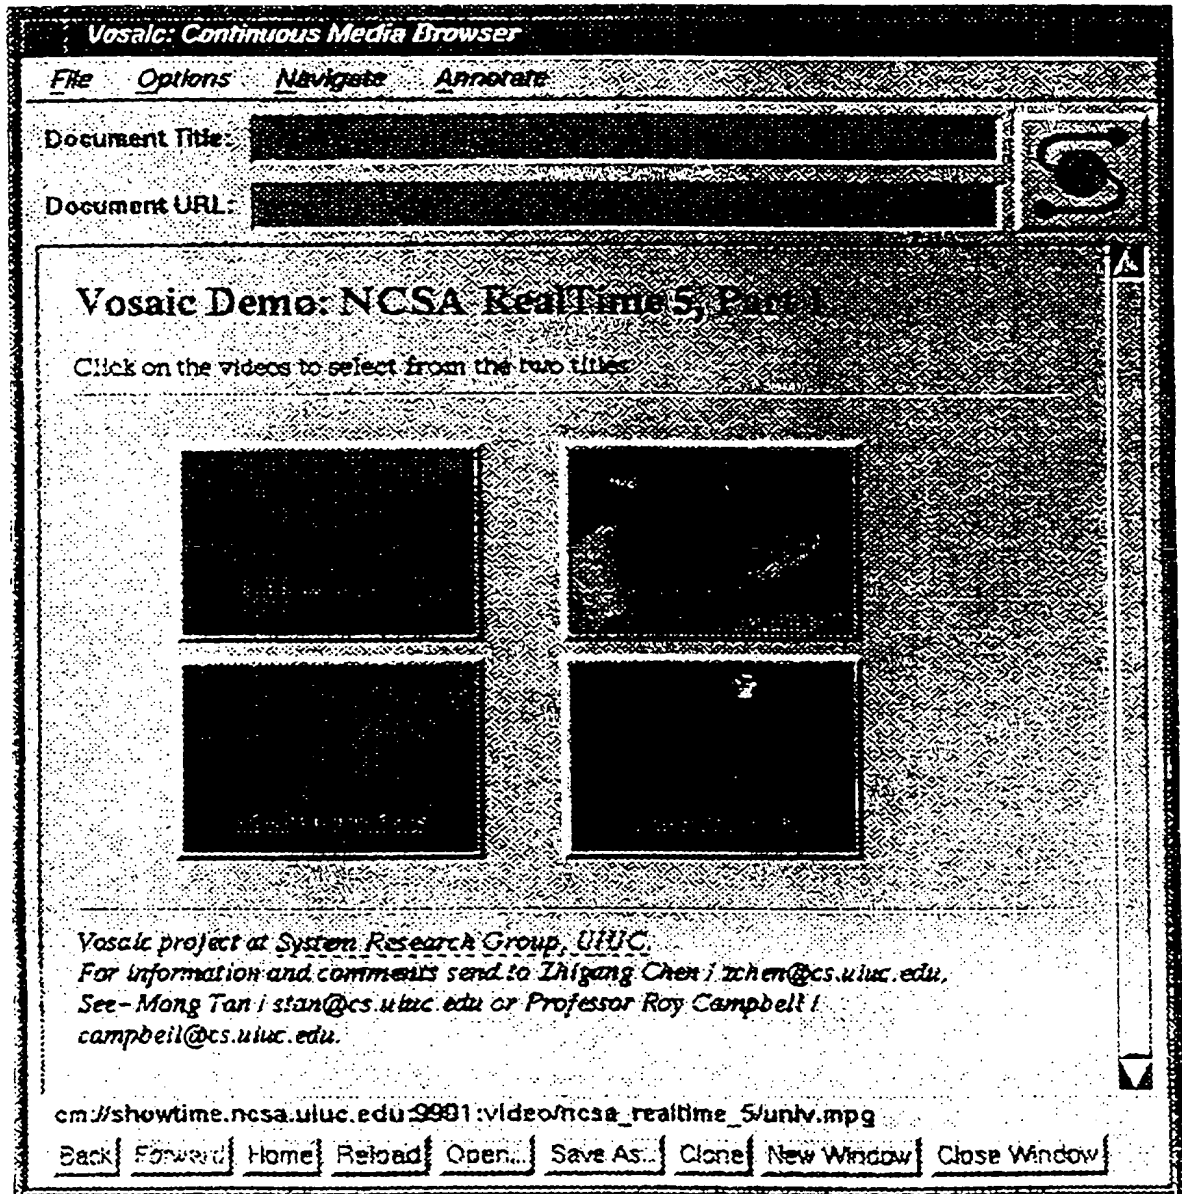 Vosaic: Continuous Media Browser
File Options Navigate Annotate
Document Title:
Document URL:
Vosaic Demo: NCSA RealTime 5, Part 1
Click on the videos to select from the two titles
Vosaic project at System Research Group, UIUC.
For information and comments send to Zhigang Chen / zchen@cs.uiuc.edu,
See-Mong Tan / stan@cs.uiuc.edu or Professor Roy Campbell /
campbell@cs.uiuc.edu.
cm://showtime.ncsa.uiuc.edu:9901:video/ncsa_realtime_5/univ.mpg
Back Forward Home Reload Open... Save As... Clone New Window Close Window